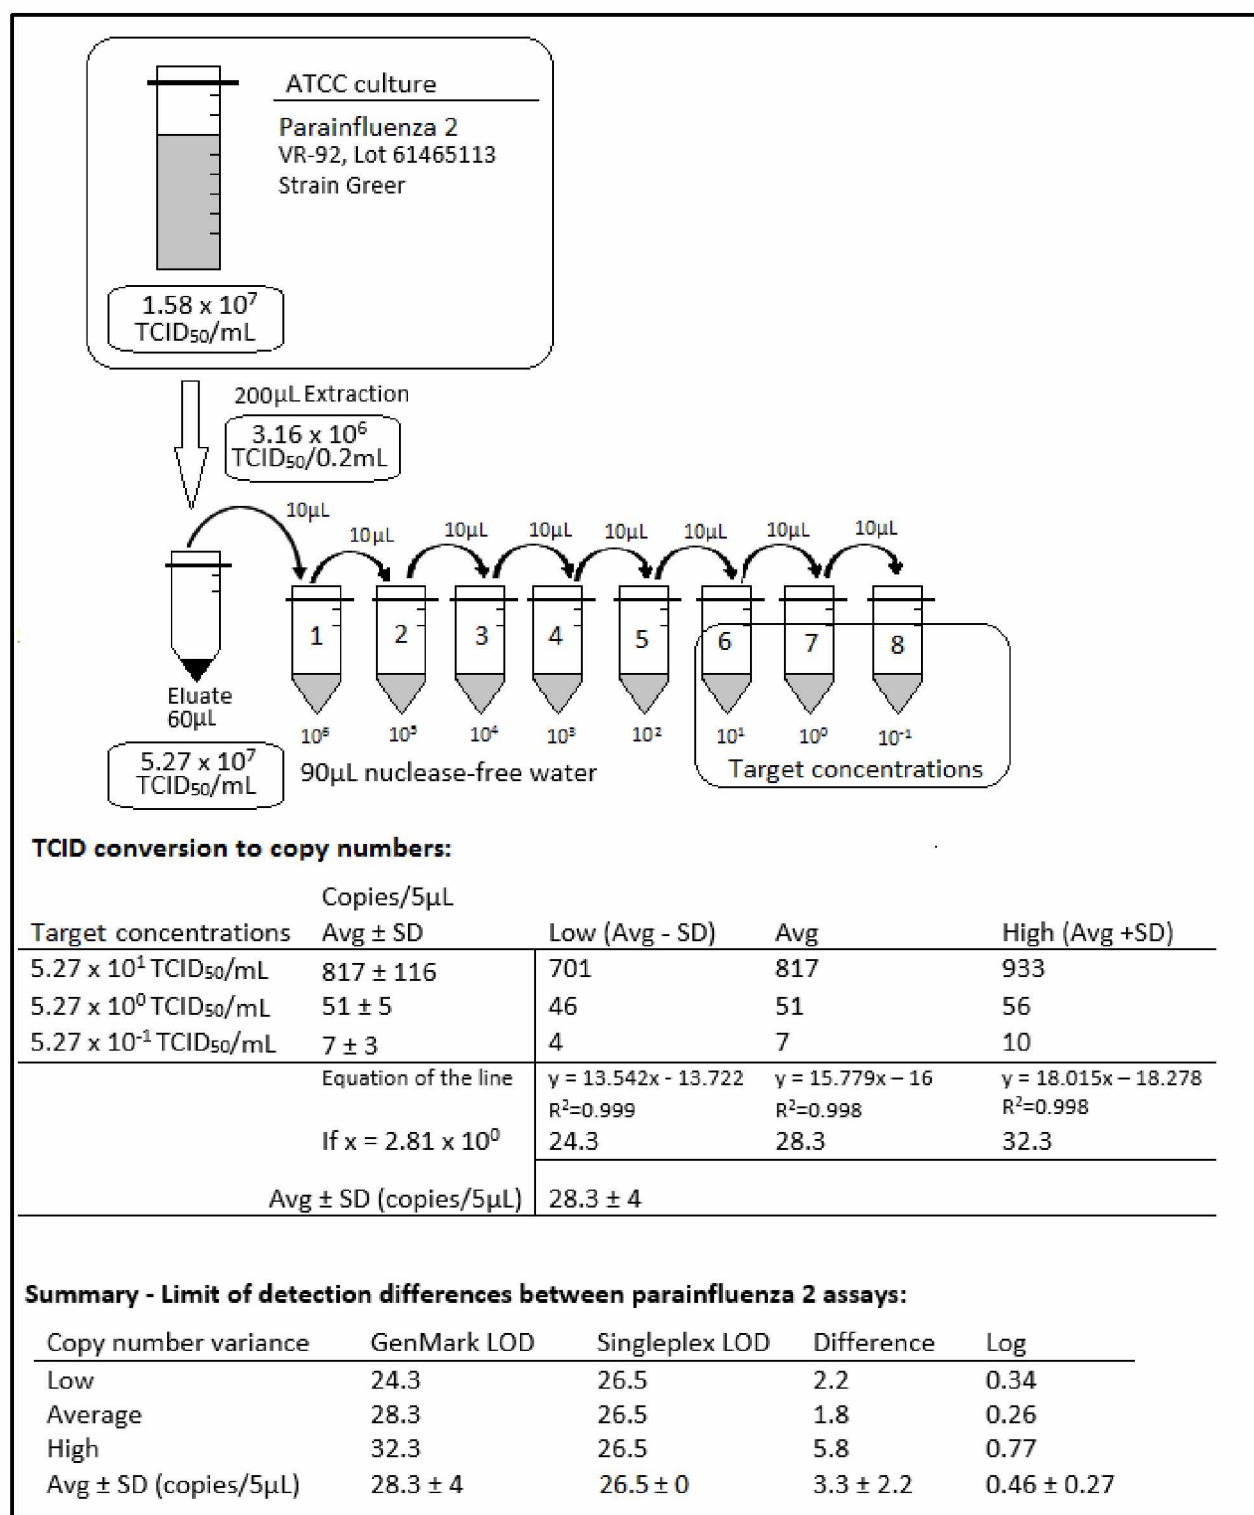 ATCC culture
Parainfluenza 2
VR-92, Lot 61465113
Strain Greer
1.58 x 10⁷
TCID₅₀/mL
200µL Extraction
3.16 x 10⁶
TCID₅₀/0.2mL
10µL 10µL 10µL 10µL 10µL 10µL 10µL 10µL
1 2 3 4 5 6 7 8
Eluate
60µL
10⁶ 10⁵ 10⁴ 10³ 10² 10¹ 10⁰ 10⁻¹
5.27 x 10⁷
TCID₅₀/mL
90µL nuclease-free water
Target concentrations
TCID conversion to copy numbers:
Copies/5µL
Target concentrations Avg ± SD Low (Avg - SD) Avg High (Avg +SD)
5.27 x 10¹ TCID₅₀/mL 817 ± 116 701 817 933
5.27 x 10⁰ TCID₅₀/mL 51 ± 5 46 51 56
5.27 x 10⁻¹ TCID₅₀/mL 7 ± 3 4 7 10
Equation of the line y = 13.542x - 13.722 y = 15.779x – 16 y = 18.015x – 18.278
R²=0.999 R²=0.998 R²=0.998
If x = 2.81 x 10⁰ 24.3 28.3 32.3
Avg ± SD (copies/5µL) 28.3 ± 4
Summary - Limit of detection differences between parainfluenza 2 assays:
Copy number variance GenMark LOD Singleplex LOD Difference Log
Low 24.3 26.5 2.2 0.34
Average 28.3 26.5 1.8 0.26
High 32.3 26.5 5.8 0.77
Avg ± SD (copies/5µL) 28.3 ± 4 26.5 ± 0 3.3 ± 2.2 0.46 ± 0.27